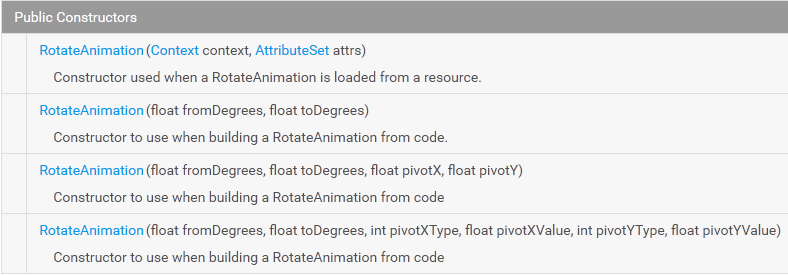 Public Constructors
RotateAnimation(Context context, AttributeSet attrs)
Constructor used when a RotateAnimation is loaded from a resource.
RotateAnimation(float fromDegrees, float toDegrees)
Constructor to use when building a RotateAnimation from code.
RotateAnimation(float fromDegrees, float toDegrees, float pivotX, float pivotY)
Constructor to use when building a RotateAnimation from code
RotateAnimation(float fromDegrees, float toDegrees, int pivotXType, float pivotXValue, int pivotYType, float pivotYValue)
Constructor to use when building a RotateAnimation from code